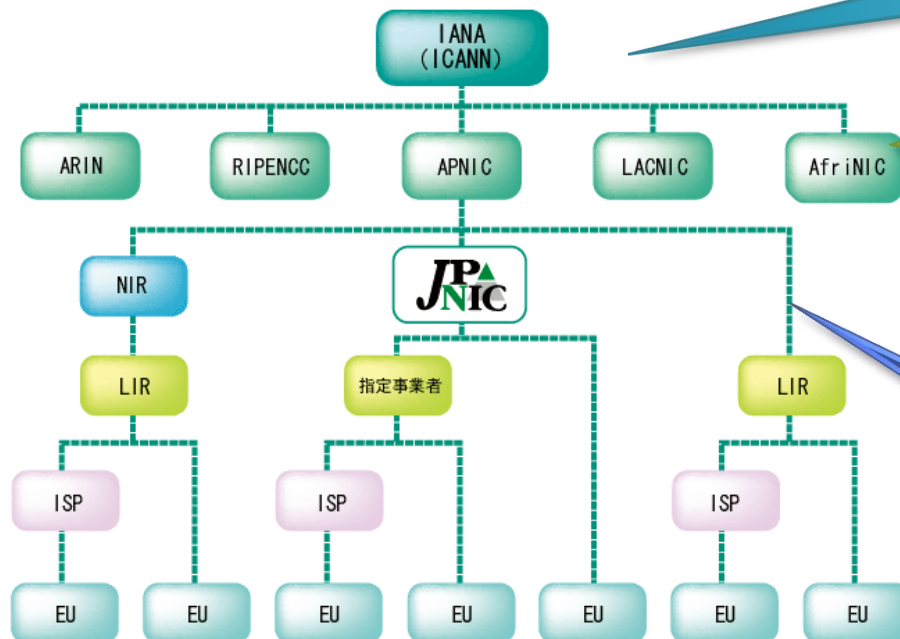 IANA
(ICANN)
ARIN
RIPENCC
APNIC
LACNIC
AfriNIC
NIR
JPNIC
LIR
指定事業者
LIR
ISP
ISP
ISP
EU
EU
EU
EU
EU
EU
EU